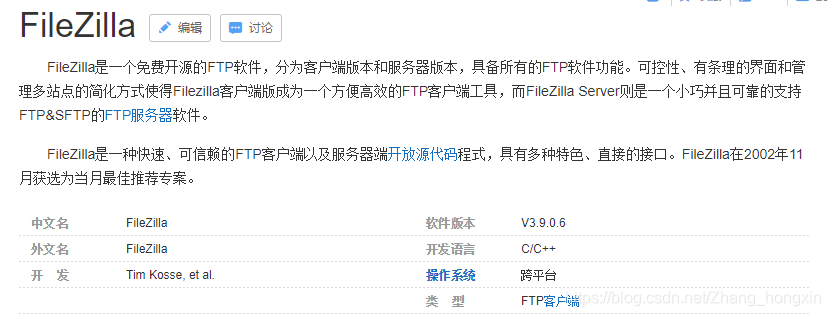 FileZilla 编辑 讨论
FileZilla是一个免费开源的FTP软件，分为客户端版本和服务器版本，具备所有的FTP软件功能。可控性、有条理的界面和管
理多站点的简化方式使得Filezilla客户端版成为一个方便高效的FTP客户端工具，而FileZilla Server则是一个小巧并且可靠的支持
FTP&SFTP的FTP服务器软件。
FileZilla是一种快速、可信赖的FTP客户端以及服务器端开放源代码程式，具有多种特色、直接的接口。FileZilla在2002年11
月获选为当月最佳推荐专案。
中文名 FileZilla 软件版本 V3.9.0.6
外文名 FileZilla 开发语言 C/C++
开 发 Tim Kosse, et al. 操作系统 跨平台
类 型 FTP客户端
https://blog.csdn.net/Zhang_hongxin